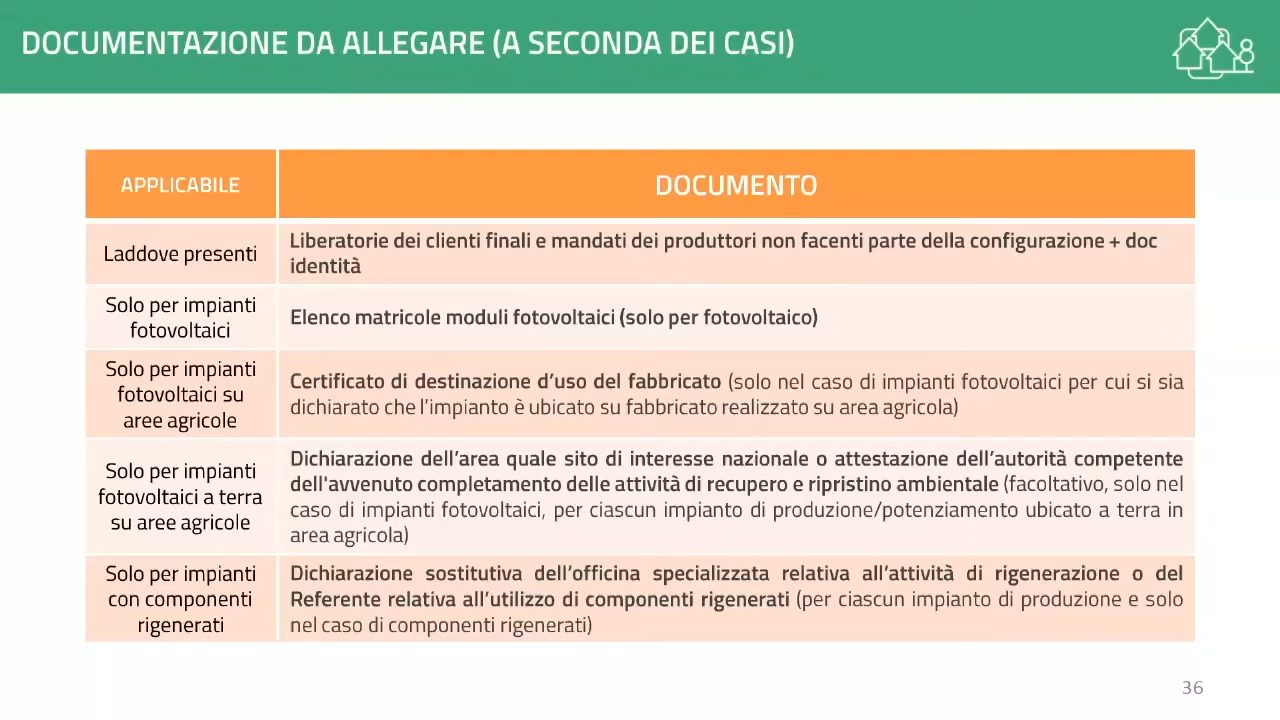 DOCUMENTAZIONE DA ALLEGARE (A SECONDA DEI CASI)
APPLICABILE
DOCUMENTO
Laddove presenti
Liberatorie dei clienti finali e mandati dei produttori non facenti parte della configurazione + doc
identità
Solo per impianti
fotovoltaici
Elenco matricole moduli fotovoltaici (solo per fotovoltaico)
Solo per impianti
fotovoltaici su
aree agricole
Certificato di destinazione d’uso del fabbricato (solo nel caso di impianti fotovoltaici per cui si sia
dichiarato che l’impianto è ubicato su fabbricato realizzato su area agricola)
Solo per impianti
fotovoltaici a terra
su aree agricole
Dichiarazione dell’area quale sito di interesse nazionale o attestazione dell’autorità competente
dell'avvenuto completamento delle attività di recupero e ripristino ambientale (facoltativo, solo nel
caso di impianti fotovoltaici, per ciascun impianto di produzione/potenziamento ubicato a terra in
area agricola)
Solo per impianti
con componenti
rigenerati
Dichiarazione sostitutiva dell’officina specializzata relativa all’attività di rigenerazione o del
Referente relativa all’utilizzo di componenti rigenerati (per ciascun impianto di produzione e solo
nel caso di componenti rigenerati)
36